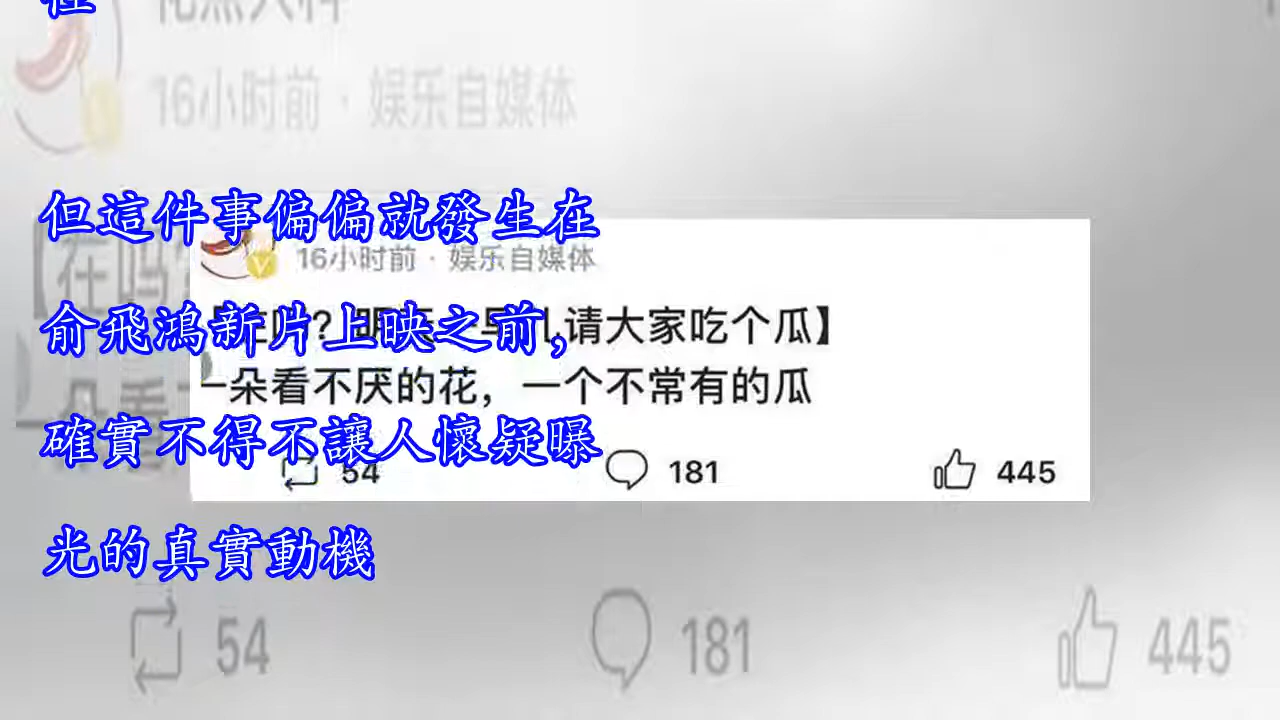 16小时前 · 娱乐自媒体
但這件事偏偏就發生在
16小时前 · 娱乐自媒体
俞飛鴻新片上映之前，
请大家吃个瓜】
一朵看不厌的花，一个不常有的瓜
確實不得不讓人懷疑曝
54 181 445
光的真實動機
54 181 445